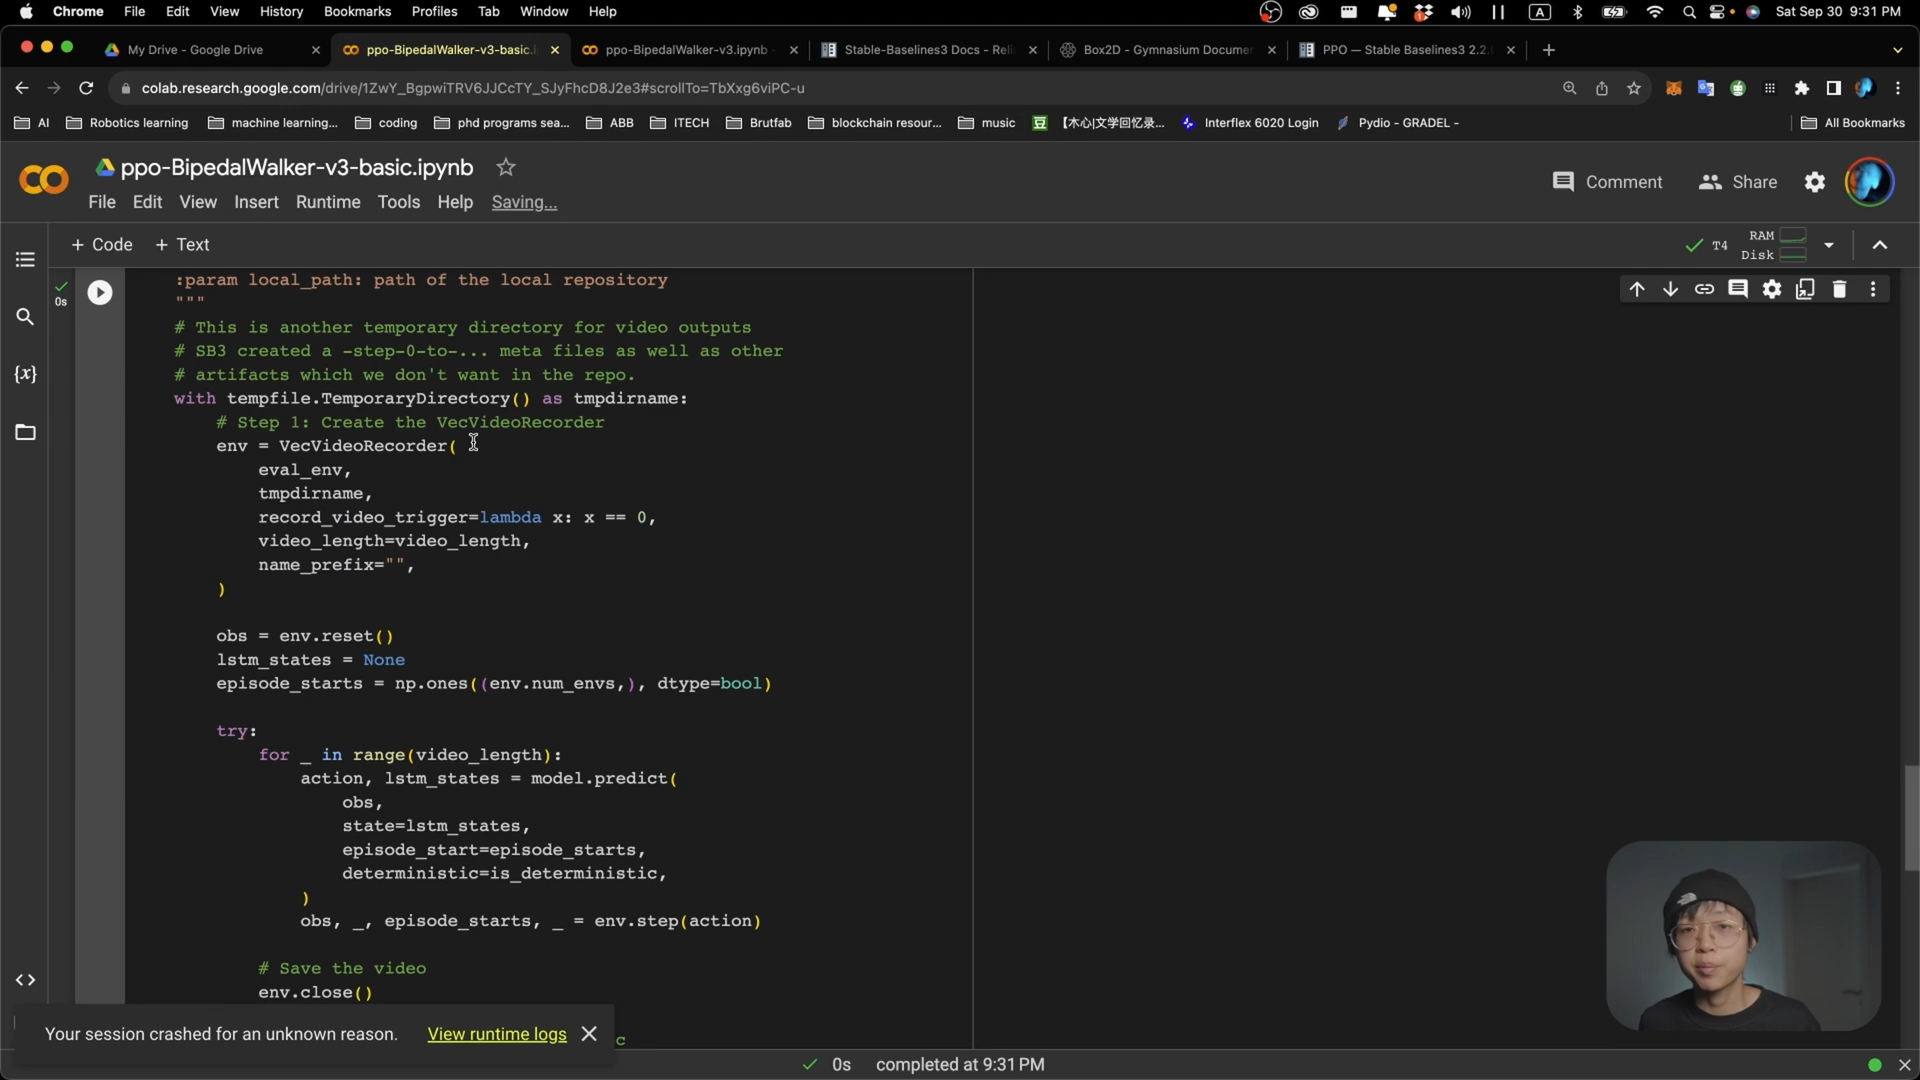 Chrome File Edit View History Bookmarks Profiles Tab Window Help A Sat Sep 30 9:31 PM
My Drive - Google Drive ppo-BipedalWalker-v3-basic.i ppo-BipedalWalker-v3.ipynb - Stable-Baselines3 Docs - Reli Box2D - Gymnasium Documen PPO — Stable Baselines3 2.2.
colab.research.google.com/drive/1ZwY_BgpwiTRV6JJCcTY_SJyFhcD8J2e3#scrollTo=TbXxg6viPC-u
AI Robotics learning machine learning... coding phd programs sea... ABB ITECH Brutfab blockchain resour... music 豆 【木心|文学回忆录... Interflex 6020 Login Pydio - GRADEL - All Bookmarks
ppo-BipedalWalker-v3-basic.ipynb
Comment Share
File Edit View Insert Runtime Tools Help Saving...
+ Code + Text
T4 RAM
Disk
0s
{x}
:param local_path: path of the local repository
"""
# This is another temporary directory for video outputs
# SB3 created a -step-0-to-... meta files as well as other
# artifacts which we don't want in the repo.
with tempfile.TemporaryDirectory() as tmpdirname:
# Step 1: Create the VecVideoRecorder
env = VecVideoRecorder(
eval_env,
tmpdirname,
record_video_trigger=lambda x: x == 0,
video_length=video_length,
name_prefix="",
)
obs = env.reset()
lstm_states = None
episode_starts = np.ones((env.num_envs,), dtype=bool)
try:
for _ in range(video_length):
action, lstm_states = model.predict(
obs,
state=lstm_states,
episode_start=episode_starts,
deterministic=is_deterministic,
)
obs, _, episode_starts, _ = env.step(action)
# Save the video
env.close()
c
Your session crashed for an unknown reason. View runtime logs
0s completed at 9:31 PM